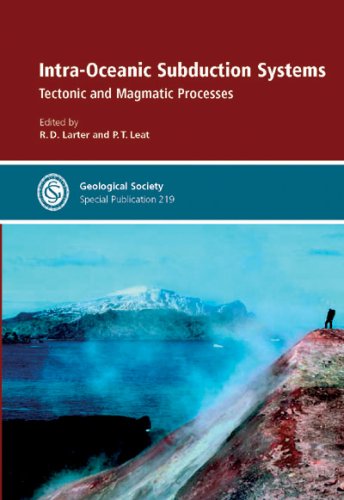 Intra-Oceanic Subduction Systems
Tectonic and Magmatic Processes
Edited by
R. D. Larter and P. T. Leat
Geological Society
Special Publication 219